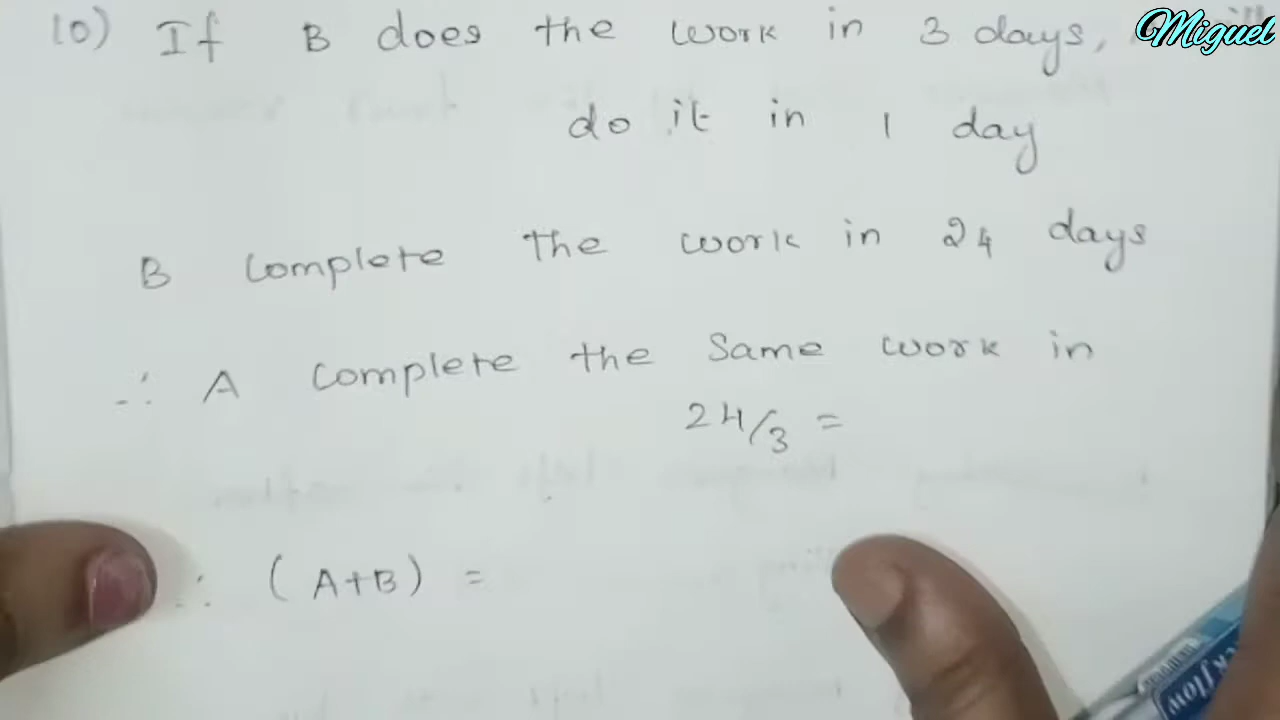 10) If B does the work in 3 days,
Miguel
do it in 1 day
B complete the work in 24 days
∴ A complete the same work in
24/3 =
∴ (A+B) =
flow